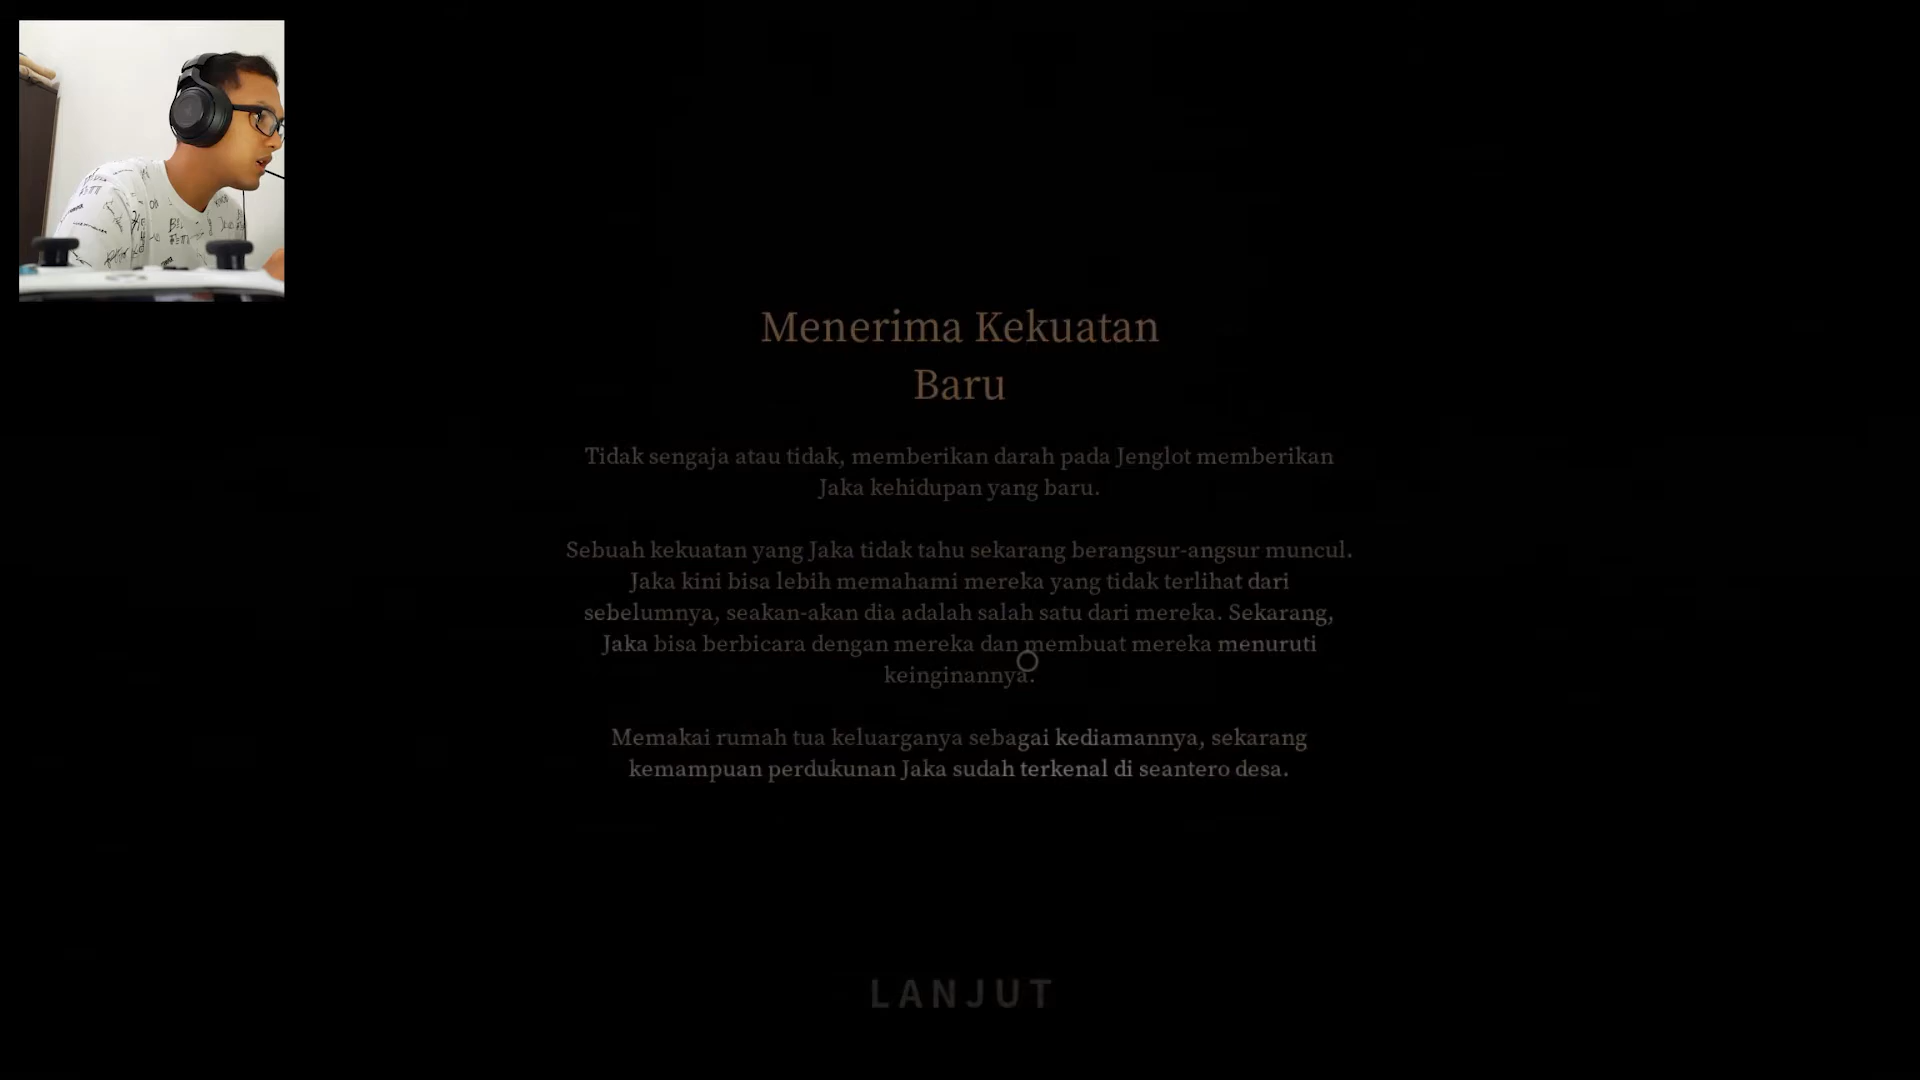 Menerima Kekuatan
Baru
Tidak sengaja atau tidak, memberikan darah pada Jenglot memberikan
Jaka kehidupan yang baru.
Sebuah kekuatan yang Jaka tidak tahu sekarang berangsur-angsur muncul.
Jaka kini bisa lebih memahami mereka yang tidak terlihat dari
sebelumnya, seakan-akan dia adalah salah satu dari mereka. Sekarang,
Jaka bisa berbicara dengan mereka dan membuat mereka menuruti
keinginannya.
Memakai rumah tua keluarganya sebagai kediamannya, sekarang
kemampuan perdukunan Jaka sudah terkenal di seantero desa.
LANJUT